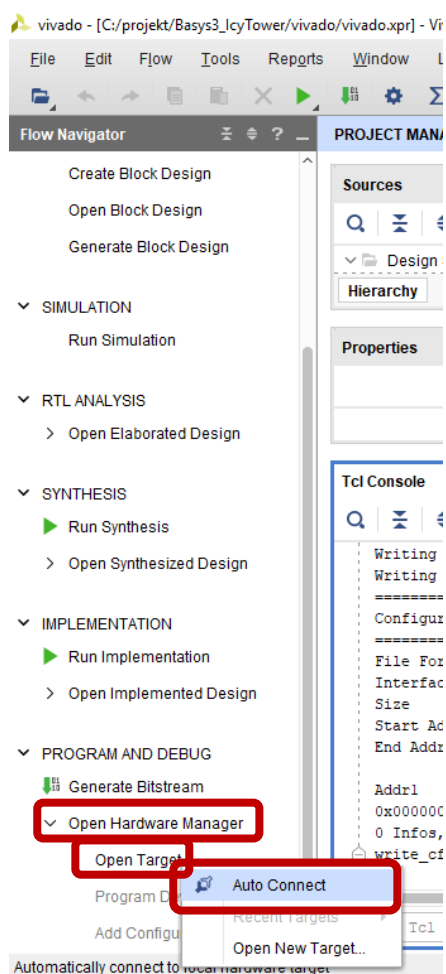 vivado - [C:/projekt/Basys3_IcyTower/vivado/vivado.xpr] - Vi
File Edit Flow Tools Reports Window L
Flow Navigator
PROJECT MANA
Create Block Design
Open Block Design
Generate Block Design
SIMULATION
Run Simulation
RTL ANALYSIS
Open Elaborated Design
SYNTHESIS
Run Synthesis
Open Synthesized Design
IMPLEMENTATION
Run Implementation
Open Implemented Design
PROGRAM AND DEBUG
Generate Bitstream
Open Hardware Manager
Open Target
Program De
Add Configu
Auto Connect
Recent Targets
Open New Target...
Automatically connect to local hardware target
Sources
Design
Hierarchy
Properties
Tcl Console
Writing
Writing
==========
Configur
==========
File For
Interfac
Size
Start Ad
End Addr
Addr1
0x000000
0 Infos,
write_cf
Tcl